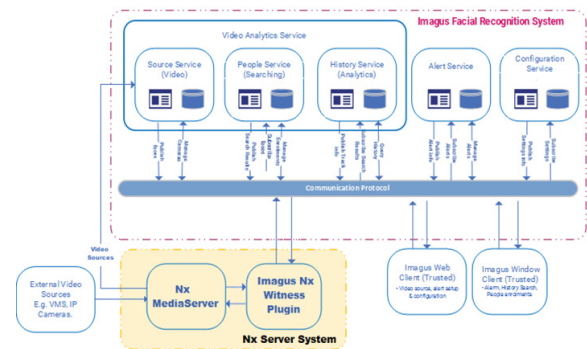 Imagus Facial Recognition System
Video Analytics Service
Source Service
(Video)
People Service
(Searching)
History Service
(Analytics)
Alert Service
Configuration
Service
Publish
Manage
Cameras
Publish
Search Results
Subscribe
Manage
Publish Track
Info
Subscribe Search
Results
Query
History
Publish
Alert Info
Subscribe
Alerts
Manage
Alerts
Publish
Settings Info
Subscribe
Settings
Communication Protocol
Video
Sources
External Video
Sources
E.g. VMS, IP
Cameras.
Nx
MediaServer
Imagus Nx
Witness
Plugin
Nx Server System
Imagus Web
Client (Trusted)
- Video source, alert setup
& configuration
Imagus Window
Client (Trusted)
- Alarm, History Search,
People enrolments